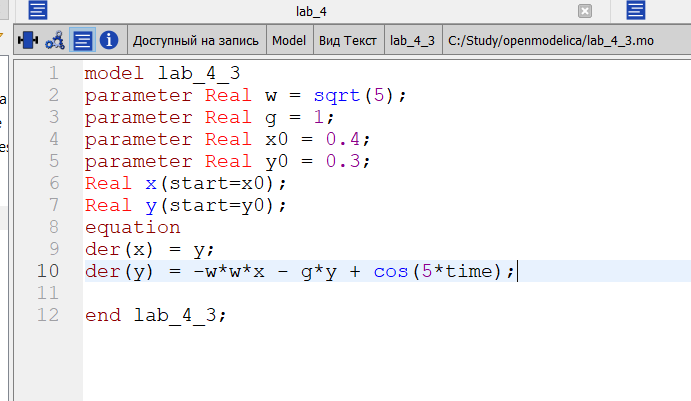 lab_4
Доступный на запись Model Вид Текст lab_4_3 C:/Study/openmodelica/lab_4_3.mo
1 model lab_4_3
2 parameter Real w = sqrt(5);
3 parameter Real g = 1;
4 parameter Real x0 = 0.4;
5 parameter Real y0 = 0.3;
6 Real x(start=x0);
7 Real y(start=y0);
8 equation
9 der(x) = y;
10 der(y) = -w*w*x - g*y + cos(5*time);
11
12 end lab_4_3;